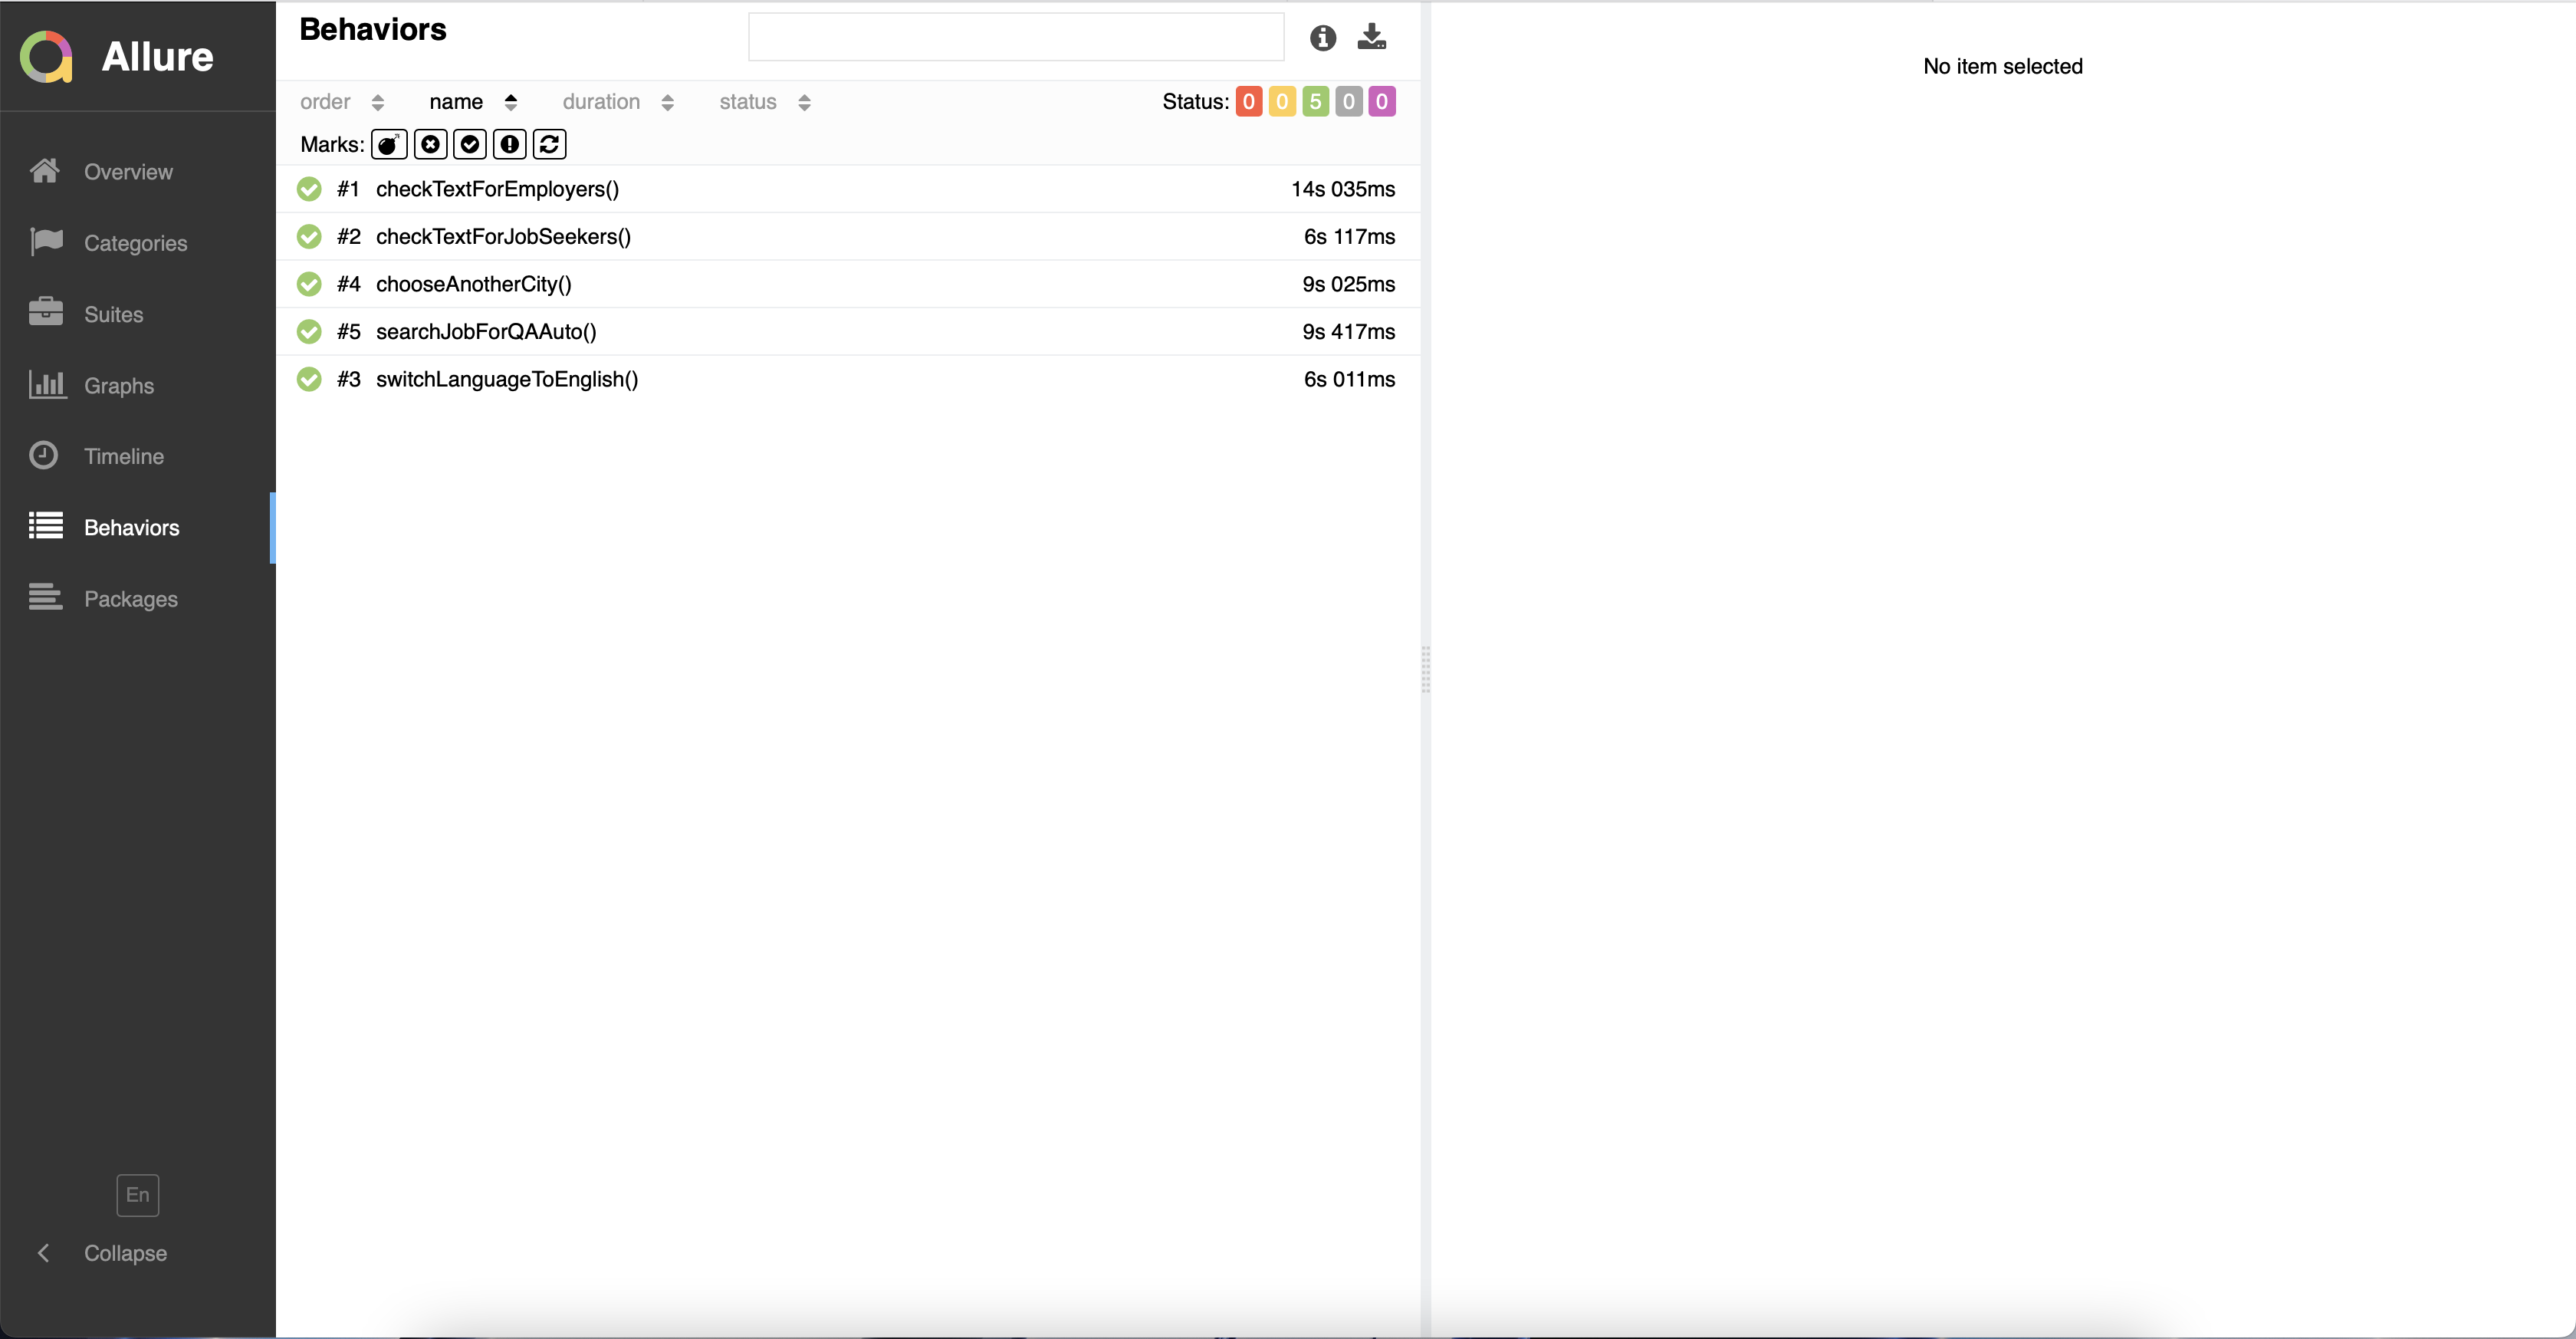 Allure
Overview
Categories
Suites
Graphs
Timeline
Behaviors
Packages
En
Collapse
Behaviors
order name duration status Status: 0 0 5 0 0
Marks:
#1 checkTextForEmployers() 14s 035ms
#2 checkTextForJobSeekers() 6s 117ms
#4 chooseAnotherCity() 9s 025ms
#5 searchJobForQAAuto() 9s 417ms
#3 switchLanguageToEnglish() 6s 011ms
No item selected